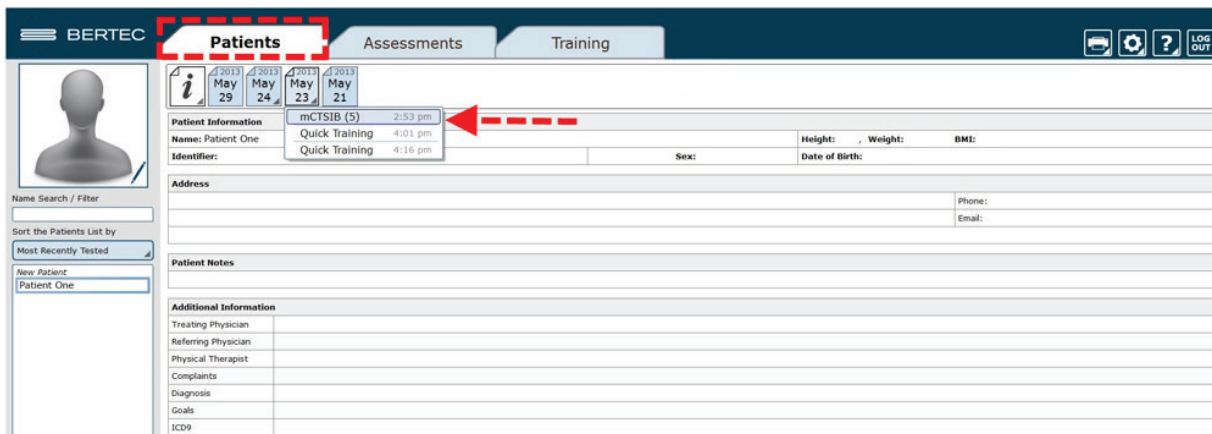 BERTEC
Patients
Assessments
Training
? LOG OUT
i
2013 May 29
2013 May 24
2013 May 23
2013 May 21
mCTSIB (5) 2:53 pm
Quick Training 4:01 pm
Quick Training 4:16 pm
Patient Information
Name: Patient One
Height: , Weight: BMI:
Identifier:
Sex:
Date of Birth:
Address
Phone:
Email:
Patient Notes
Additional Information
Treating Physician
Referring Physician
Physical Therapist
Complaints
Diagnosis
Goals
ICD9
Name Search / Filter
Sort the Patients List by
Most Recently Tested
New Patient
Patient One